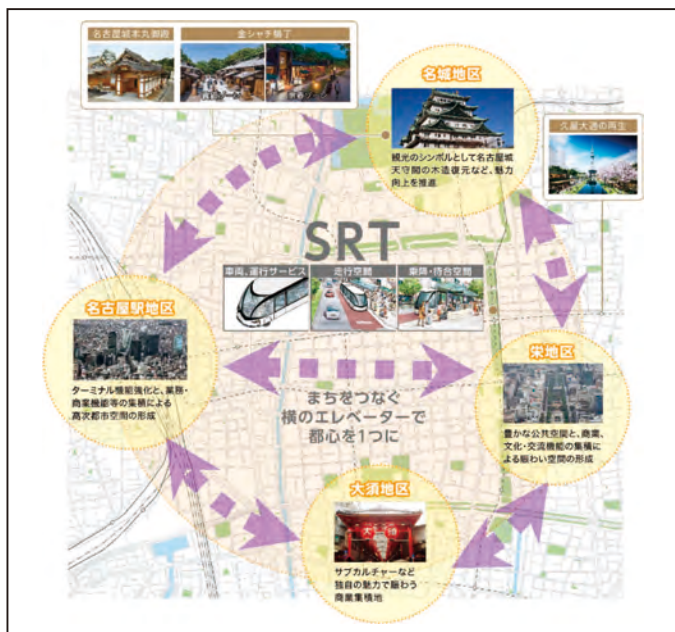 名古屋城本丸御殿
金シャチ横丁
名城地区
観光のシンボルとして名古屋城
天守閣の木造復元など、魅力
向上を推進
久屋大通の再生
SRT
車両、運行サービス
走行空間
乗降・待合空間
名古屋駅地区
ターミナル機能強化と、業務・
商業機能等の集積による
高次都市空間の形成
まちをつなぐ
横のエレベーターで
都心を1つに
栄地区
豊かな公共空間と、商業、
文化・交流機能の集積に
よる賑わい空間の形成
大須地区
サブカルチャーなど
独自の魅力で賑わう
商業集積地